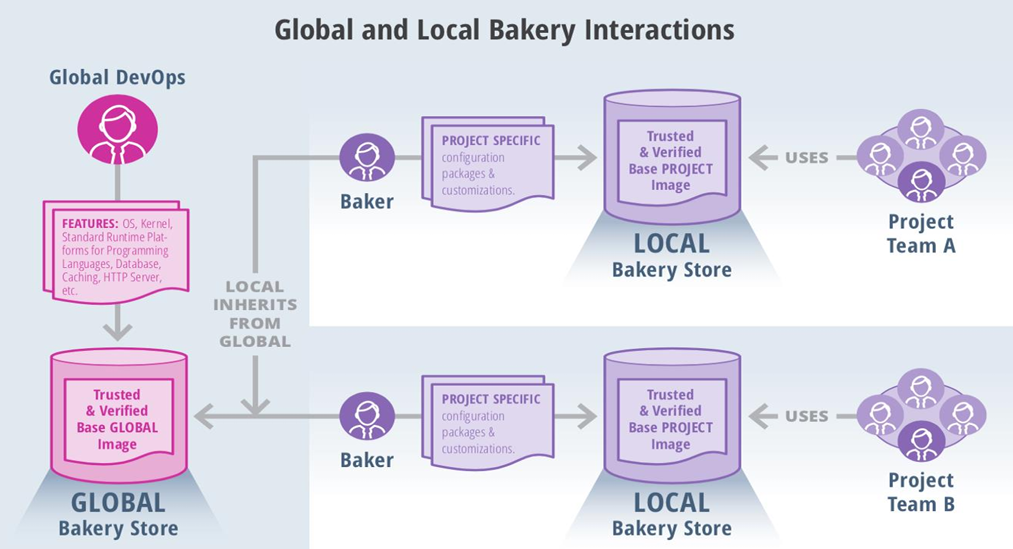 Global and Local Bakery Interactions
Global DevOps
FEATURES: OS, Kernel,
Standard Runtime Plat-
forms for Programming
Languages, Database,
Caching, HTTP Server,
etc.
Trusted
& Verified
Base GLOBAL
Image
GLOBAL
Bakery Store
LOCAL
INHERITS
FROM
GLOBAL
Baker
PROJECT SPECIFIC
configuration
packages &
customizations.
Trusted
& Verified
Base PROJECT
Image
LOCAL
Bakery Store
USES
Project
Team A
Baker
PROJECT SPECIFIC
configuration
packages &
customizations.
Trusted
& Verified
Base PROJECT
Image
LOCAL
Bakery Store
USES
Project
Team B